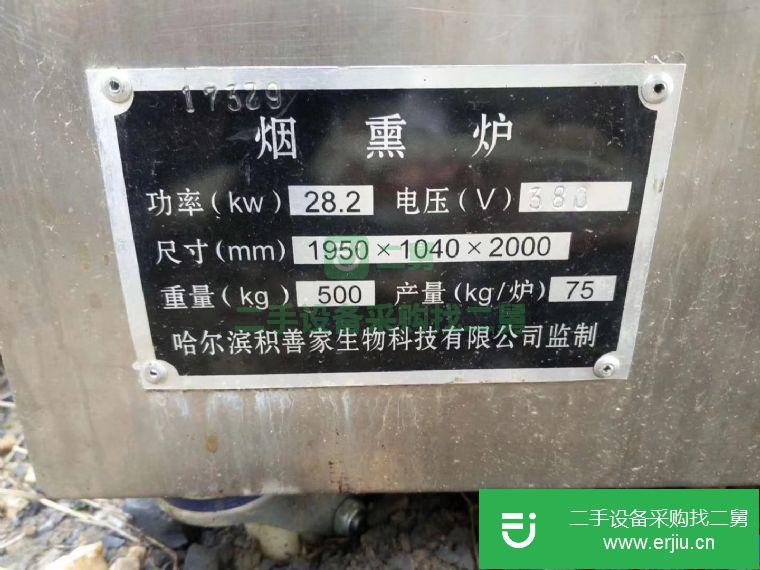 17329
烟熏炉
功率(kw) 28.2 电压(V) 380
尺寸(mm) 1950×1040×2000
二舅
重量(kg) 500 产量(kg/炉) 75
二手设备采购找二舅
哈尔滨积善家生物科技有限公司监制
二手设备采购找二舅
www.erjiu.cn